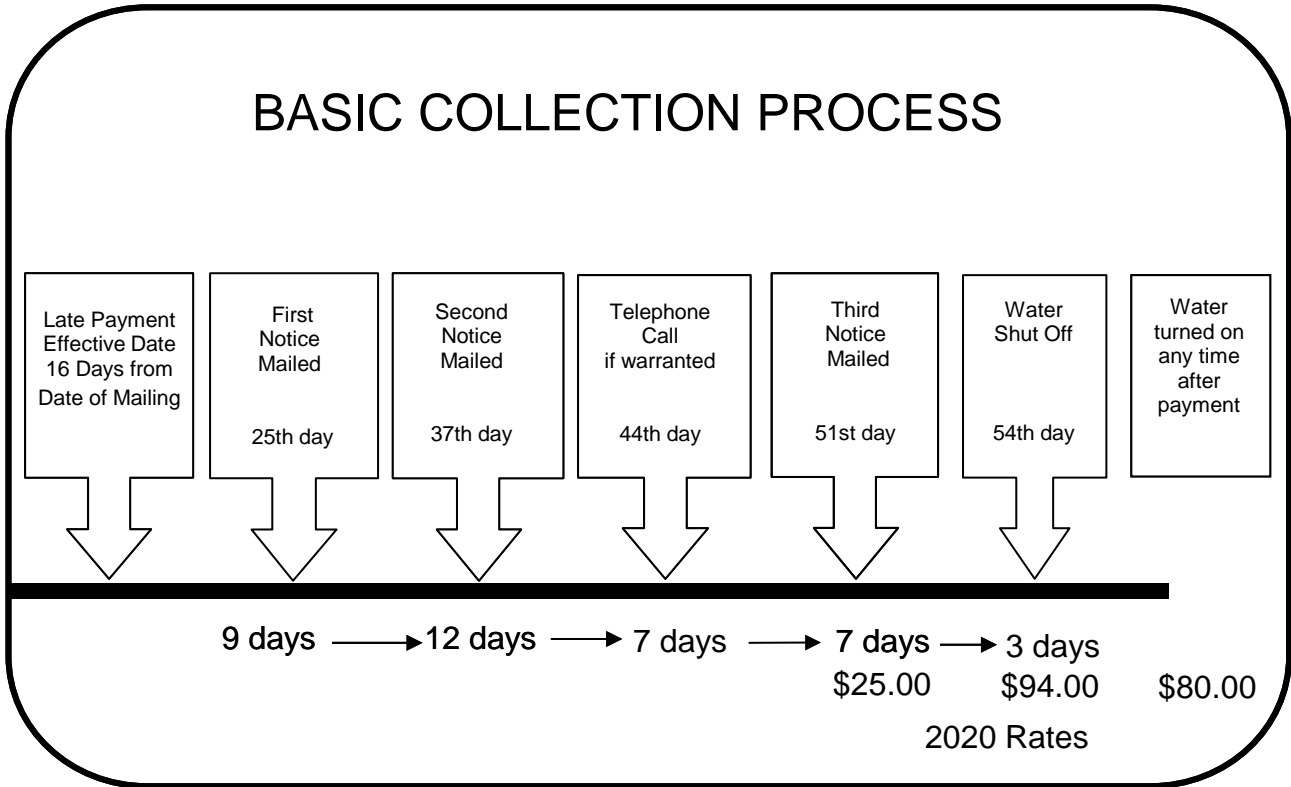 BASIC COLLECTION PROCESS
Late Payment
Effective Date
16 Days from
Date of Mailing
First
Notice
Mailed
25th day
Second
Notice
Mailed
37th day
Telephone
Call
if warranted
44th day
Third
Notice
Mailed
51st day
Water
Shut Off
54th day
Water
turned on
any time
after
payment
9 days
12 days
7 days
7 days
3 days
$25.00
$94.00
$80.00
2020 Rates